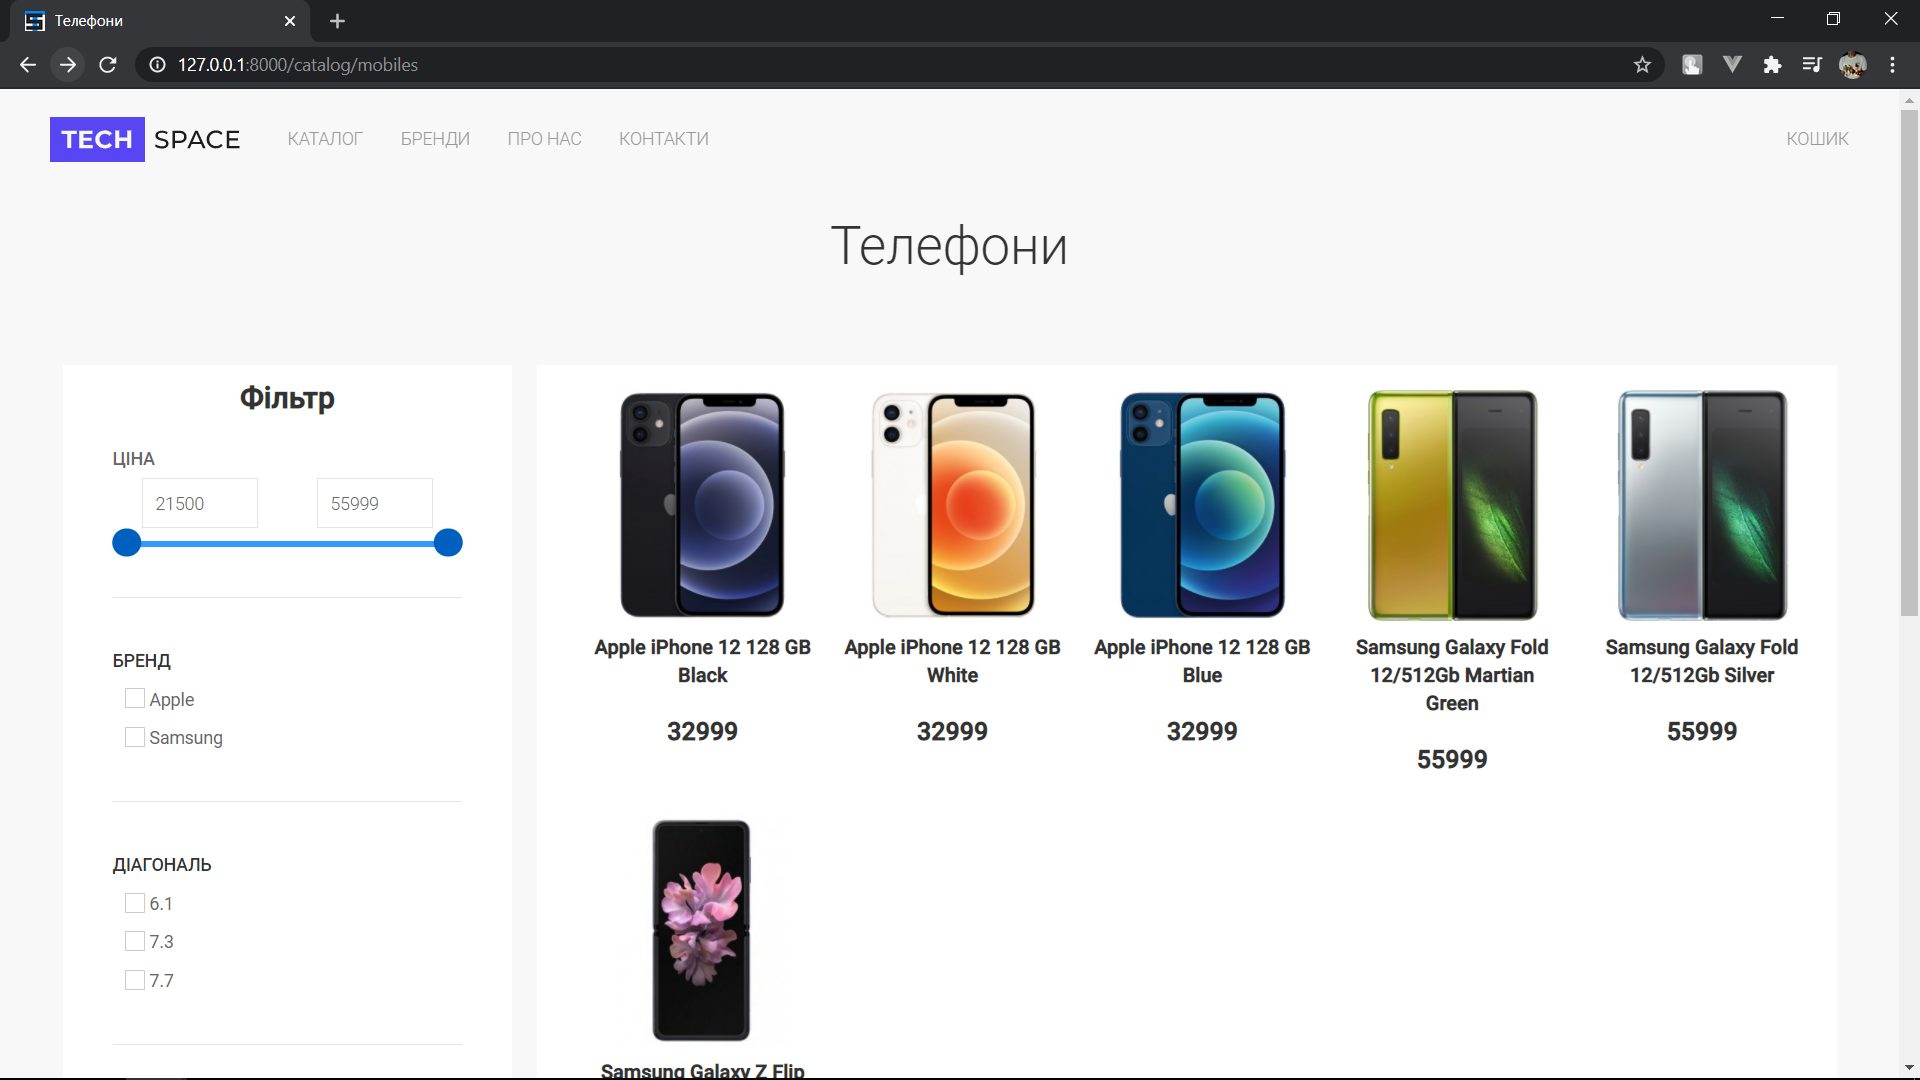 Телефони
127.0.0.1:8000/catalog/mobiles
TECH SPACE
КАТАЛОГ
БРЕНДИ
ПРО НАС
КОНТАКТИ
КОШИК
Телефони
Фільтр
ЦІНА
21500
55999
БРЕНД
Apple
Samsung
ДІАГОНАЛЬ
6.1
7.3
7.7
Apple iPhone 12 128 GB
Black
32999
Apple iPhone 12 128 GB
White
32999
Apple iPhone 12 128 GB
Blue
32999
Samsung Galaxy Fold
12/512Gb Martian
Green
55999
Samsung Galaxy Fold
12/512Gb Silver
55999
Samsung Galaxy Z Flip